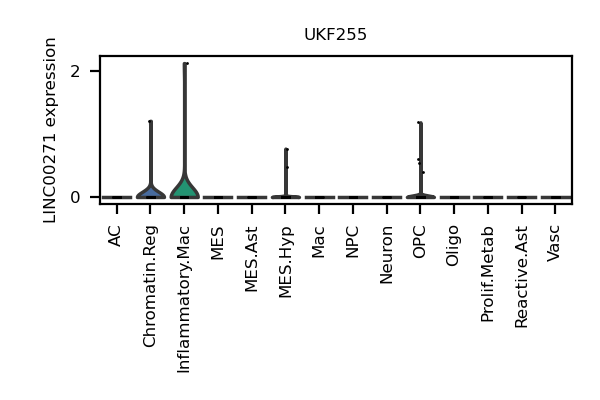 UKF255
LINC00271 expression
2
0
AC
Chromatin.Reg
Inflammatory.Mac
MES
MES.Ast
MES.Hyp
Mac
NPC
Neuron
OPC
Oligo
Prolif.Metab
Reactive.Ast
Vasc